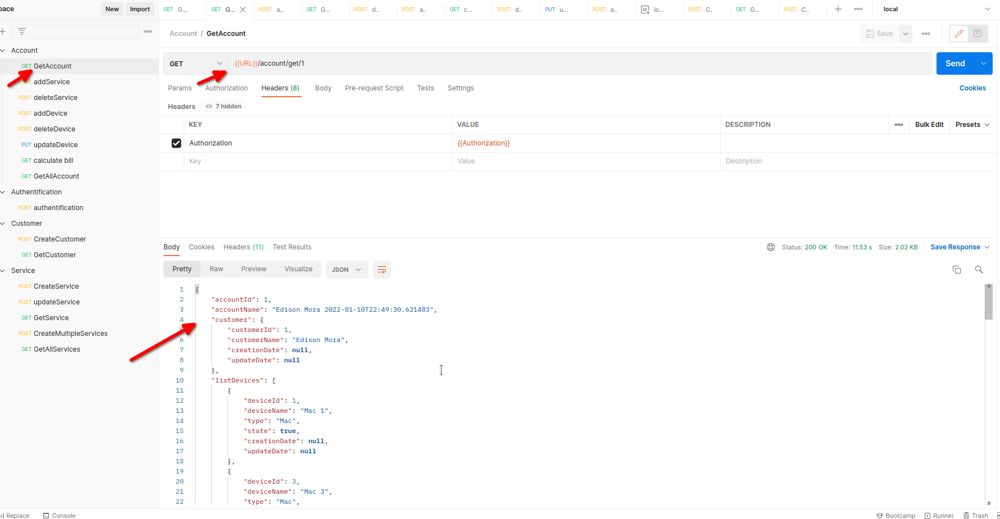 pace New Import GET G... GET G... POST a.. GET G... POST d.. POST a.. GET c... POST d.. PUT u... POST a.. lo... POST C.. GET G... POST C.. local
Account / GetAccount Save
Account
GET GetAccount
addService
POST deleteService
POST addDevice
POST deleteDevice
PUT updateDevice
GET calculate bill
GET GetAllAccount
Authentification
POST authentification
Customer
POST CreateCustomer
GET GetCustomer
Service
POST CreateService
POST updateService
GET GetService
POST CreateMultipleServices
GET GetAllServices
GET {{URL}}/account/get/1 Send
Params Authorization Headers (8) Body Pre-request Script Tests Settings Cookies
Headers 7 hidden
KEY VALUE DESCRIPTION Bulk Edit Presets
Authorization {{Authorization}}
Key Value Description
Body Cookies Headers (11) Test Results Status: 200 OK Time: 11.53 s Size: 2.02 KB Save Response
Pretty Raw Preview Visualize JSON
1 {
2 "accountId": 1,
3 "accountName": "Edison Mora 2022-01-10T22:49:30.621483",
4 "customer": {
"customerId": 1,
6 "customerName": "Edison Mora",
7 "creationDate": null,
8 "updateDate": null
9 },
10 "listDevices": [
11 {
12 "deviceId": 1,
13 "deviceName": "Mac 1",
14 "type": "Mac",
15 "state": true,
16 "creationDate": null,
17 "updateDate": null
18 },
19 {
20 "deviceId": 3,
21 "deviceName": "Mac 3",
22 "type": "Mac",
nd Replace Console Bootcamp Runner Trash